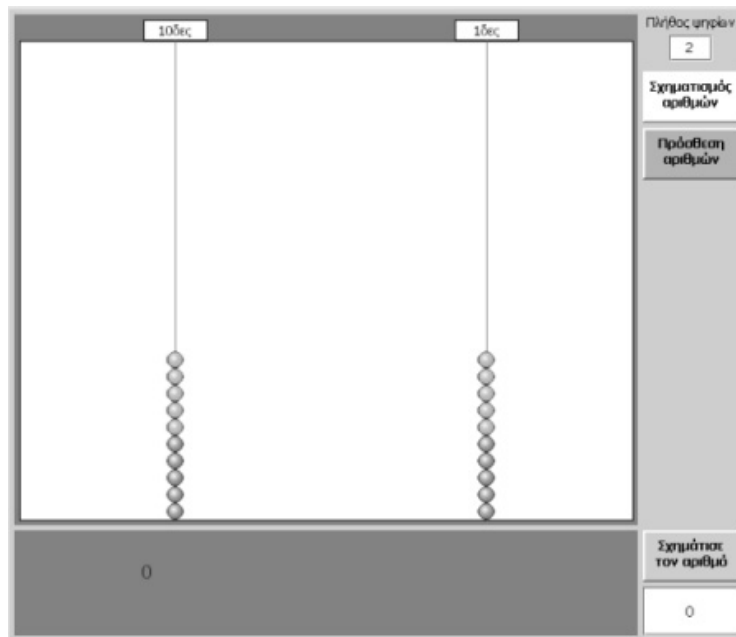 10δες
1δες
Πλήθος ψηφίων
2
Σχηματισμός
αριθμών
Πρόσθεση
αριθμών
0
Σχημάτισε
τον αριθμό
0